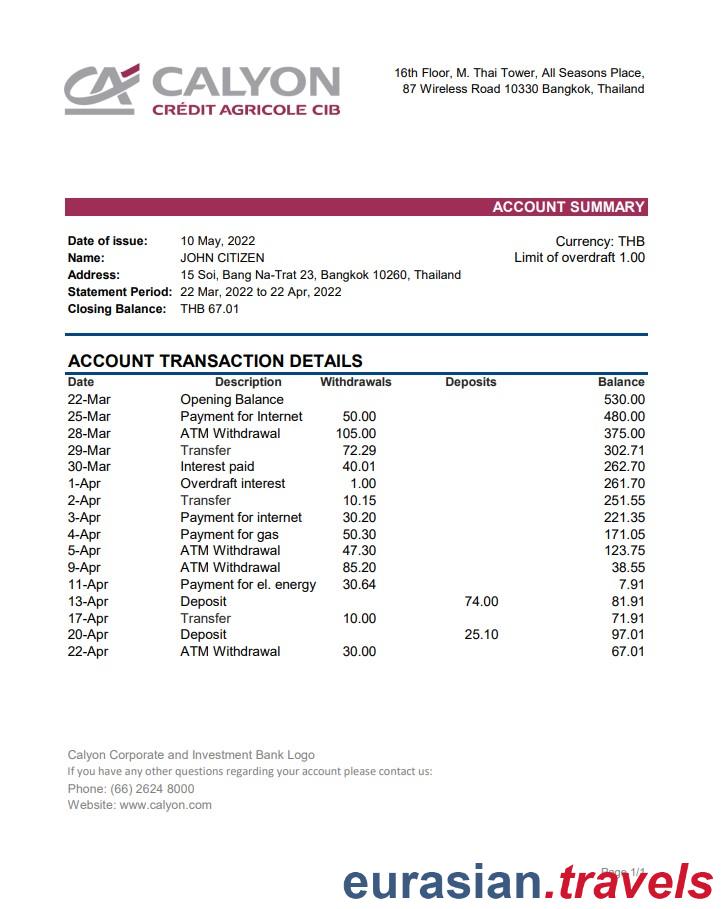 CALYON
CRÉDIT AGRICOLE CIB
16th Floor, M. Thai Tower, All Seasons Place,
87 Wireless Road 10330 Bangkok, Thailand
ACCOUNT SUMMARY
Date of issue: 10 May, 2022
Name: JOHN CITIZEN
Address: 15 Soi, Bang Na-Trat 23, Bangkok 10260, Thailand
Statement Period: 22 Mar, 2022 to 22 Apr, 2022
Closing Balance: THB 67.01
Currency: THB
Limit of overdraft 1.00
ACCOUNT TRANSACTION DETAILS
Date Description Withdrawals Deposits Balance
22-Mar Opening Balance 530.00
25-Mar Payment for Internet 50.00 480.00
28-Mar ATM Withdrawal 105.00 375.00
29-Mar Transfer 72.29 302.71
30-Mar Interest paid 40.01 262.70
1-Apr Overdraft interest 1.00 261.70
2-Apr Transfer 10.15 251.55
3-Apr Payment for internet 30.20 221.35
4-Apr Payment for gas 50.30 171.05
5-Apr ATM Withdrawal 47.30 123.75
9-Apr ATM Withdrawal 85.20 38.55
11-Apr Payment for el. energy 30.64 7.91
13-Apr Deposit 74.00 81.91
17-Apr Transfer 10.00 71.91
20-Apr Deposit 25.10 97.01
22-Apr ATM Withdrawal 30.00 67.01
Calyon Corporate and Investment Bank Logo
If you have any other questions regarding your account please contact us:
Phone: (66) 2624 8000
Website: www.calyon.com
Page 1/1
eurasian.travels